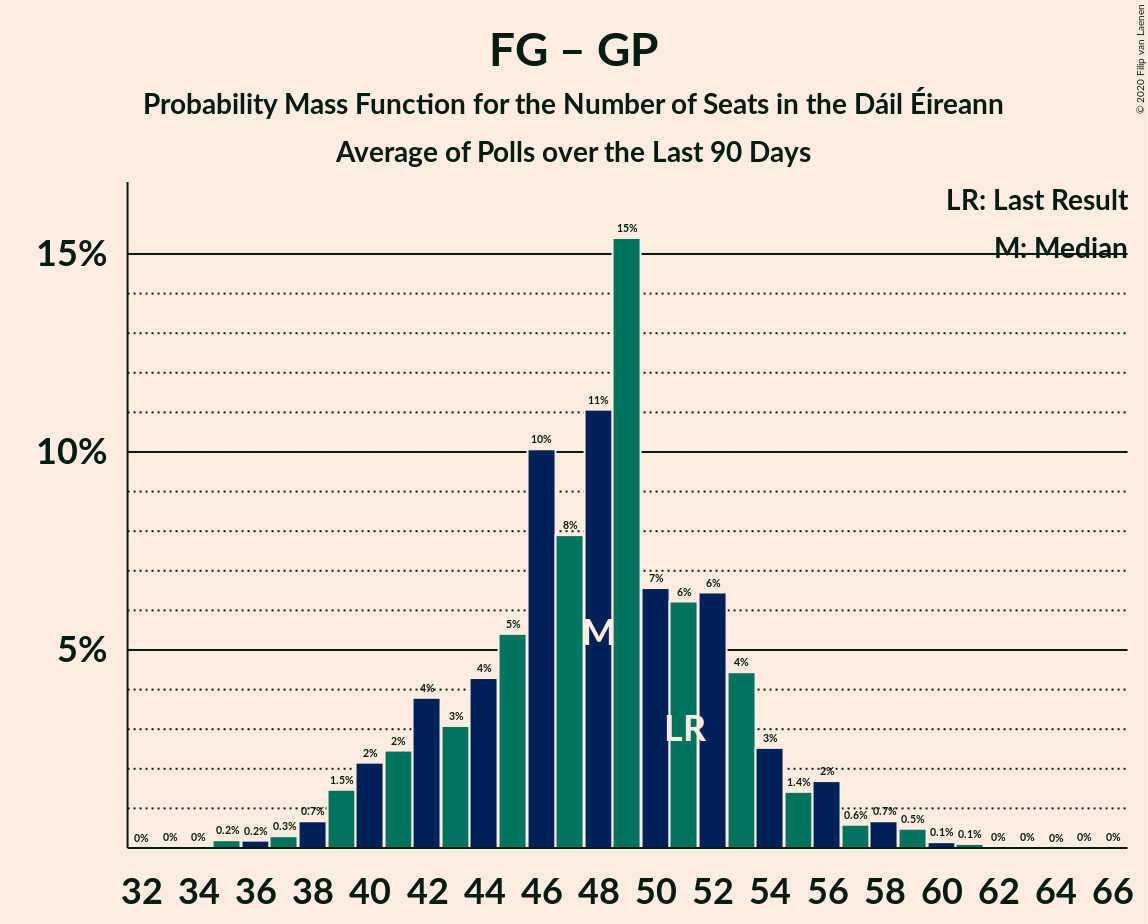 FG – GP
Probability Mass Function for the Number of Seats in the Dáil Éireann
Average of Polls over the Last 90 Days
© 2020 Filip van Laenen
LR: Last Result
M: Median
15%
10%
5%
0% 0% 0% 0.2% 0.2% 0.3% 0.7% 1.5% 2% 2% 4% 3% 4% 5% 10% 8% 11% 15% 7% 6% 6% 4% 3% 1.4% 2% 0.6% 0.7% 0.5% 0.1% 0.1% 0% 0% 0% 0% 0%
M
LR
32 34 36 38 40 42 44 46 48 50 52 54 56 58 60 62 64 66